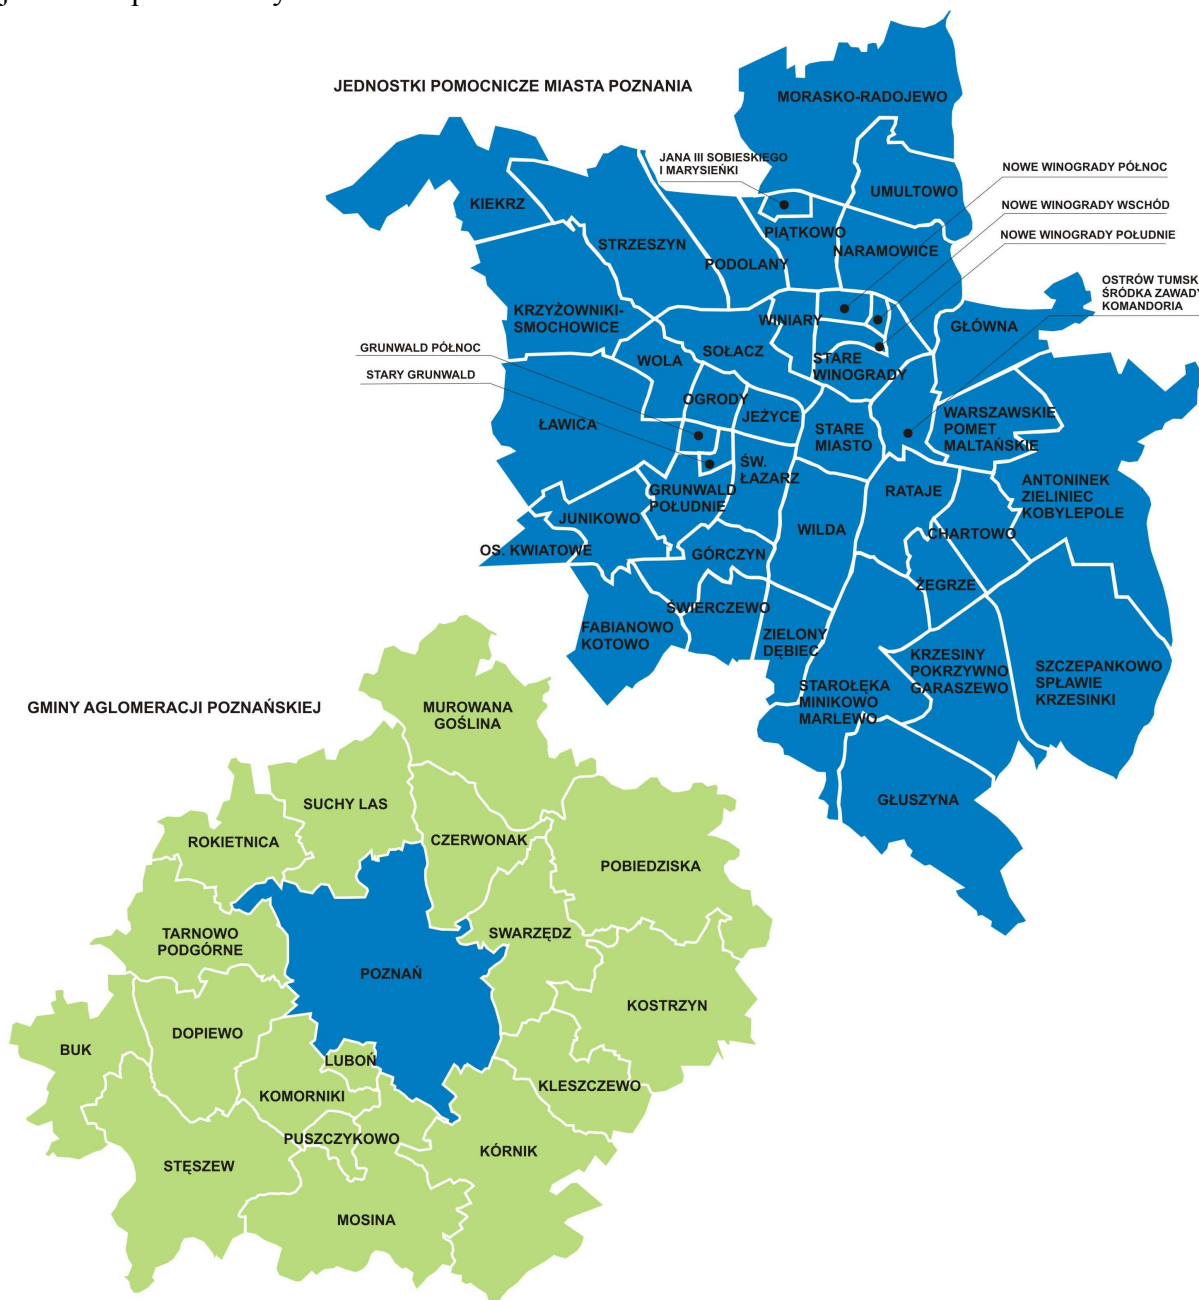 JEDNOSTKI POMOCNICZE MIASTA POZNANIA
MORASKO-RADOJEWO
JANA III SOBIESKIEGO
I MARYSIEŃKI
NOWE WINOGRADY PÓŁNOC
UMULTOWO
KIEKRZ
NOWE WINOGRADY WSCHÓD
PIĄTKOWO
NOWE WINOGRADY POŁUDNIE
STRZESZYN
NARAMOWICE
PODOLANY
OSTRÓW TUMSK
ŚRÓDKA ZAWADY
KOMANDORIA
KRZYŻOWNIKI-
SMOCHOWICE
WINIARY
GŁÓWNA
GRUNWALD PÓŁNOC
SOŁACZ
WOLA
STARE
WINOGRADY
STARY GRUNWALD
OGRODY
JEŻYCE
WARSZAWSKIE
POMET
MALTAŃSKIE
ŁAWICA
STARE
MIASTO
ŚW.
ŁAZARZ
ANTONINEK
ZIELINIEC
KOBYLEPOLE
GRUNWALD
POŁUDNIE
RATAJE
JUNIKOWO
WILDA
CHARTOWO
OS. KWIATOWE
GÓRCZYN
ŻEGRZE
ŚWIERCZEWO
FABIANOWO
KOTOWO
ZIELONY
DĘBIEC
KRZESINY
POKRZYWNO
GARASZEWO
SZCZEPANKOWO
SPŁAWIE
KRZESINKI
STAROŁĘKA
MINIKOWO
MARLEWO
GŁUSZYNA
GMINY AGLOMERACJI POZNAŃSKIEJ
MUROWANA
GOŚLINA
SUCHY LAS
ROKIETNICA
CZERWONAK
POBIEDZISKA
TARNOWO
PODGÓRNE
SWARZĘDZ
POZNAŃ
KOSTRZYN
DOPIEWO
BUK
LUBOŃ
KLESZCZEWO
KOMORNIKI
PUSZCZYKOWO
KÓRNIK
STĘSZEW
MOSINA